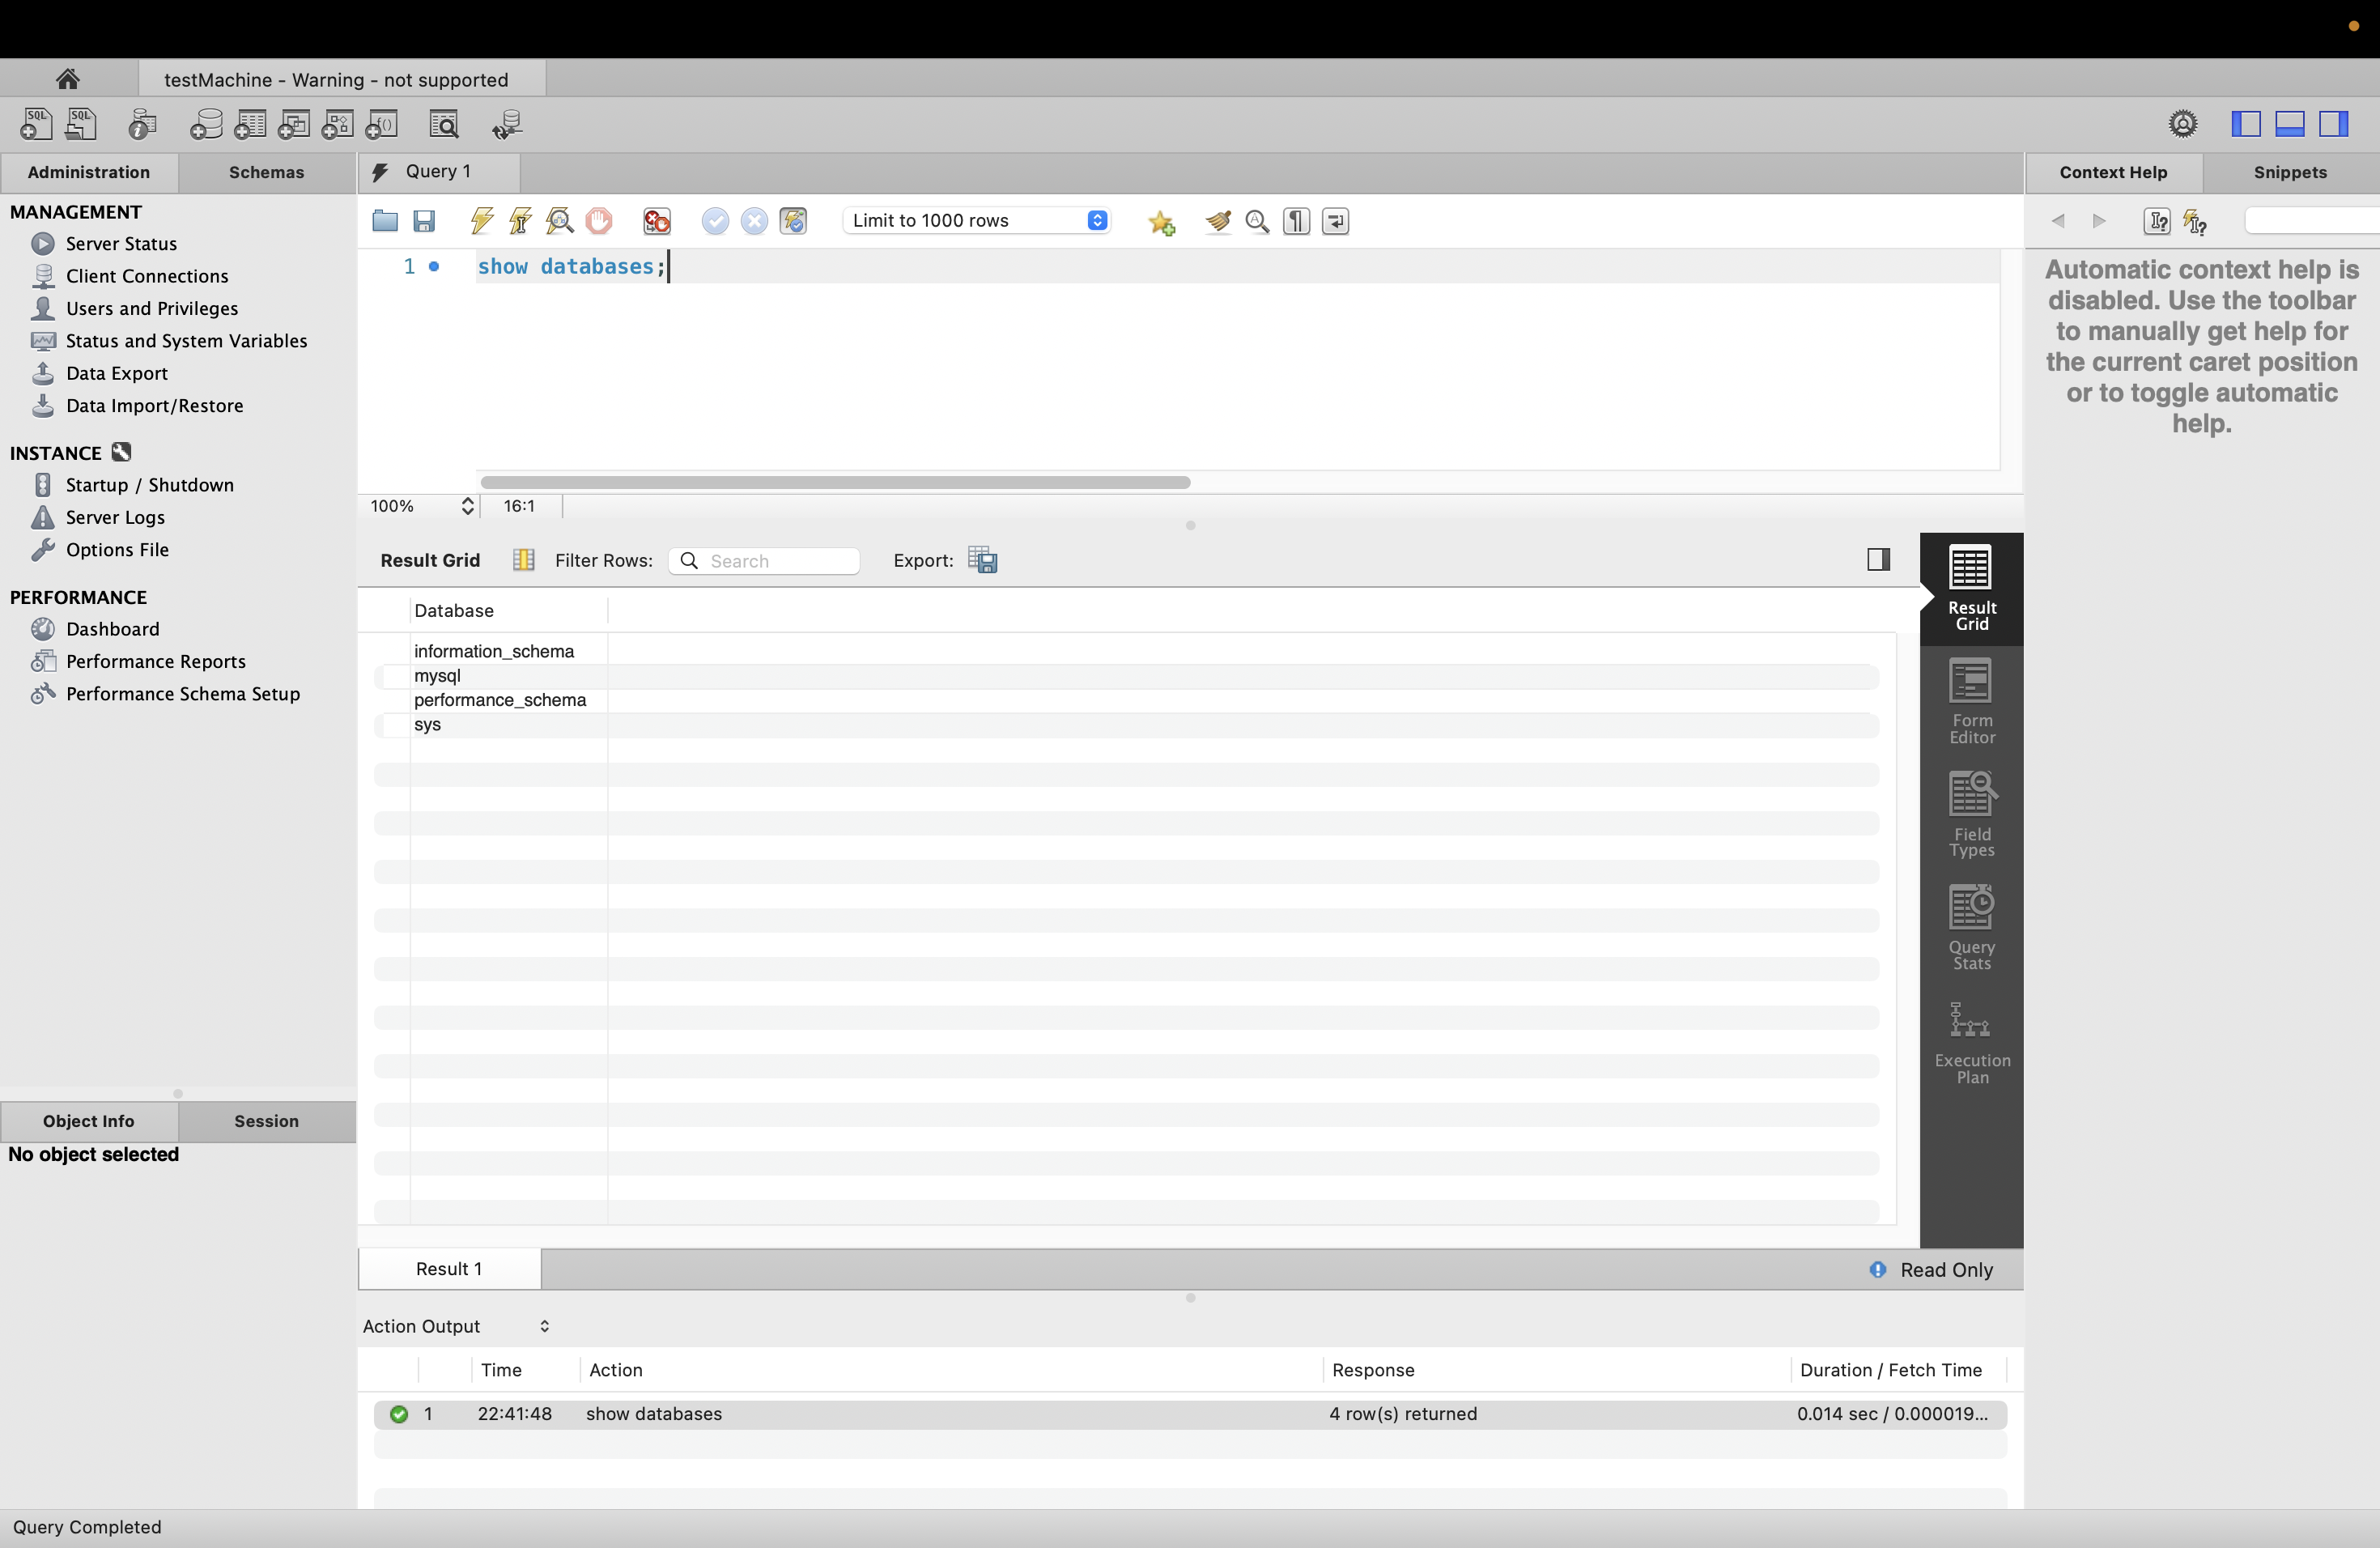 testMachine - Warning - not supported
SQL
SQL
Administration
Schemas
MANAGEMENT
Server Status
Client Connections
Users and Privileges
Status and System Variables
Data Export
Data Import/Restore
INSTANCE
Startup / Shutdown
Server Logs
Options File
PERFORMANCE
Dashboard
Performance Reports
Performance Schema Setup
Object Info
Session
No object selected
Query 1
Limit to 1000 rows
1
show databases;
100%
16:1
Result Grid
Filter Rows:
Search
Export:
Database
information_schema
mysql
performance_schema
sys
Result
Grid
Form
Editor
Field
Types
Query
Stats
Execution
Plan
Result 1
Read Only
Action Output
Time
Action
Response
Duration / Fetch Time
1
22:41:48
show databases
4 row(s) returned
0.014 sec / 0.000019...
Context Help
Snippets
Automatic context help is
disabled. Use the toolbar
to manually get help for
the current caret position
or to toggle automatic
help.
Query Completed